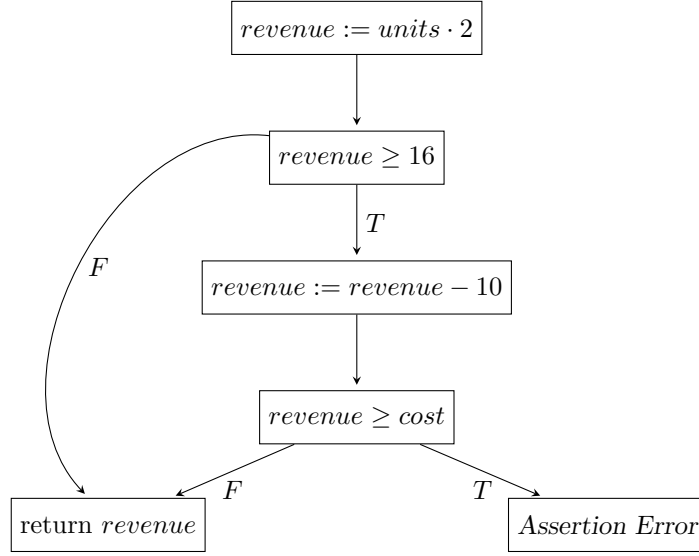 revenue := units · 2
revenue ≥ 16
T
F
revenue := revenue − 10
revenue ≥ cost
F
T
return revenue
Assertion Error